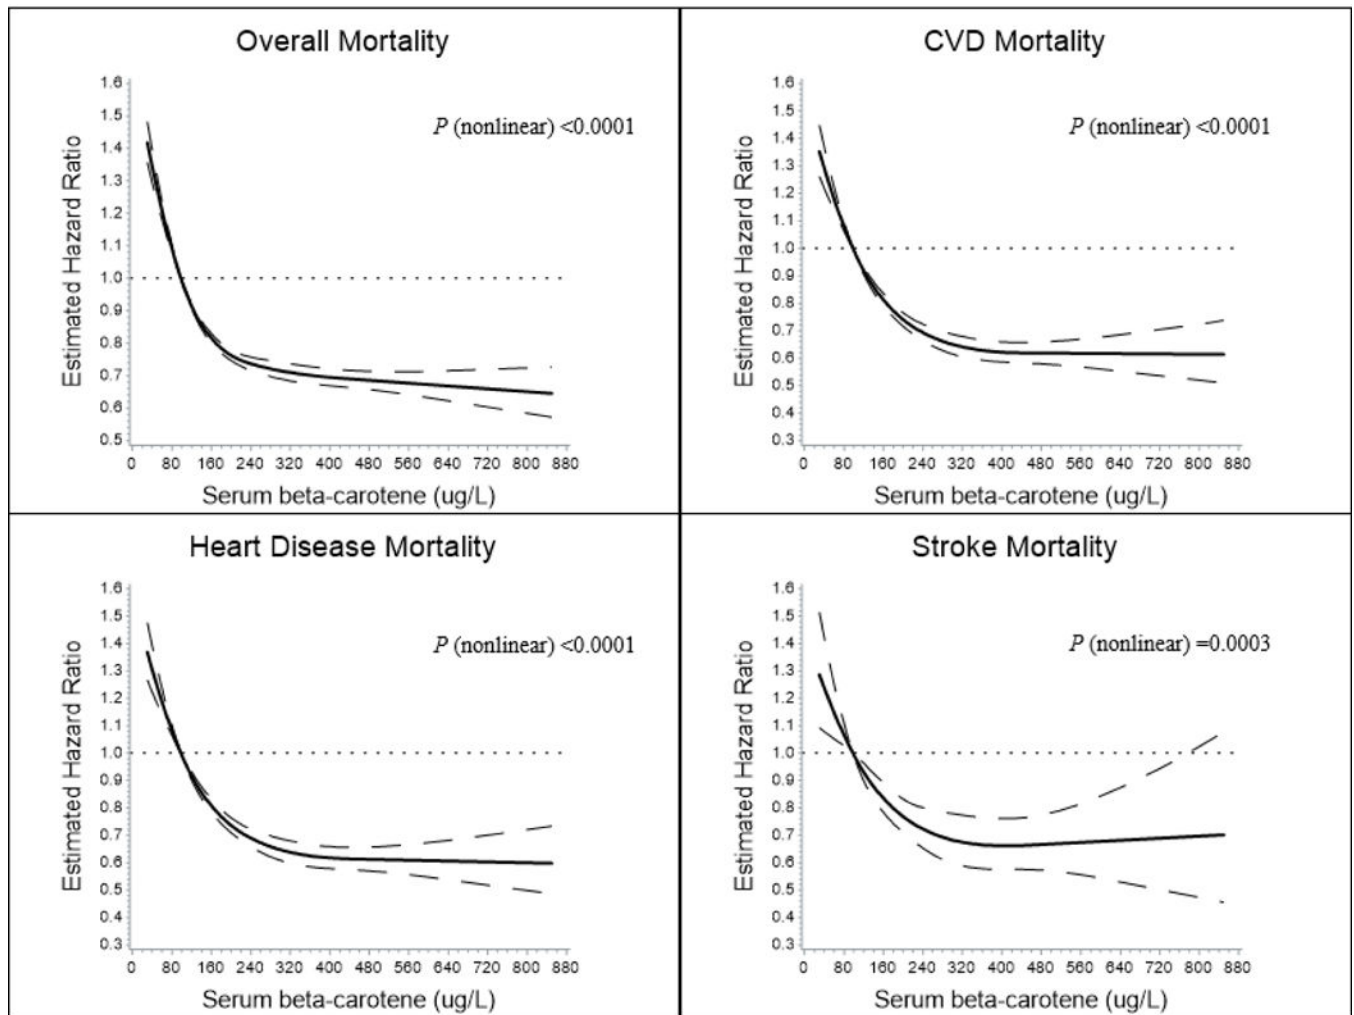 Overall Mortality
Estimated Hazard Ratio
1.6
1.5
1.4
1.3
1.2
1.1
1.0
0.9
0.8
0.7
0.6
0.5
P (nonlinear) <0.0001
0 80 160 240 320 400 480 560 640 720 800 880
Serum beta-carotene (ug/L)
CVD Mortality
Estimated Hazard Ratio
1.6
1.5
1.4
1.3
1.2
1.1
1.0
0.9
0.8
0.7
0.6
0.5
0.4
0.3
P (nonlinear) <0.0001
0 80 160 240 320 400 480 560 640 720 800 880
Serum beta-carotene (ug/L)
Heart Disease Mortality
Estimated Hazard Ratio
1.6
1.5
1.4
1.3
1.2
1.1
1.0
0.9
0.8
0.7
0.6
0.5
0.4
0.3
P (nonlinear) <0.0001
0 80 160 240 320 400 480 560 640 720 800 880
Serum beta-carotene (ug/L)
Stroke Mortality
Estimated Hazard Ratio
1.6
1.5
1.4
1.3
1.2
1.1
1.0
0.9
0.8
0.7
0.6
0.5
0.4
0.3
P (nonlinear) =0.0003
0 80 160 240 320 400 480 560 640 720 800 880
Serum beta-carotene (ug/L)